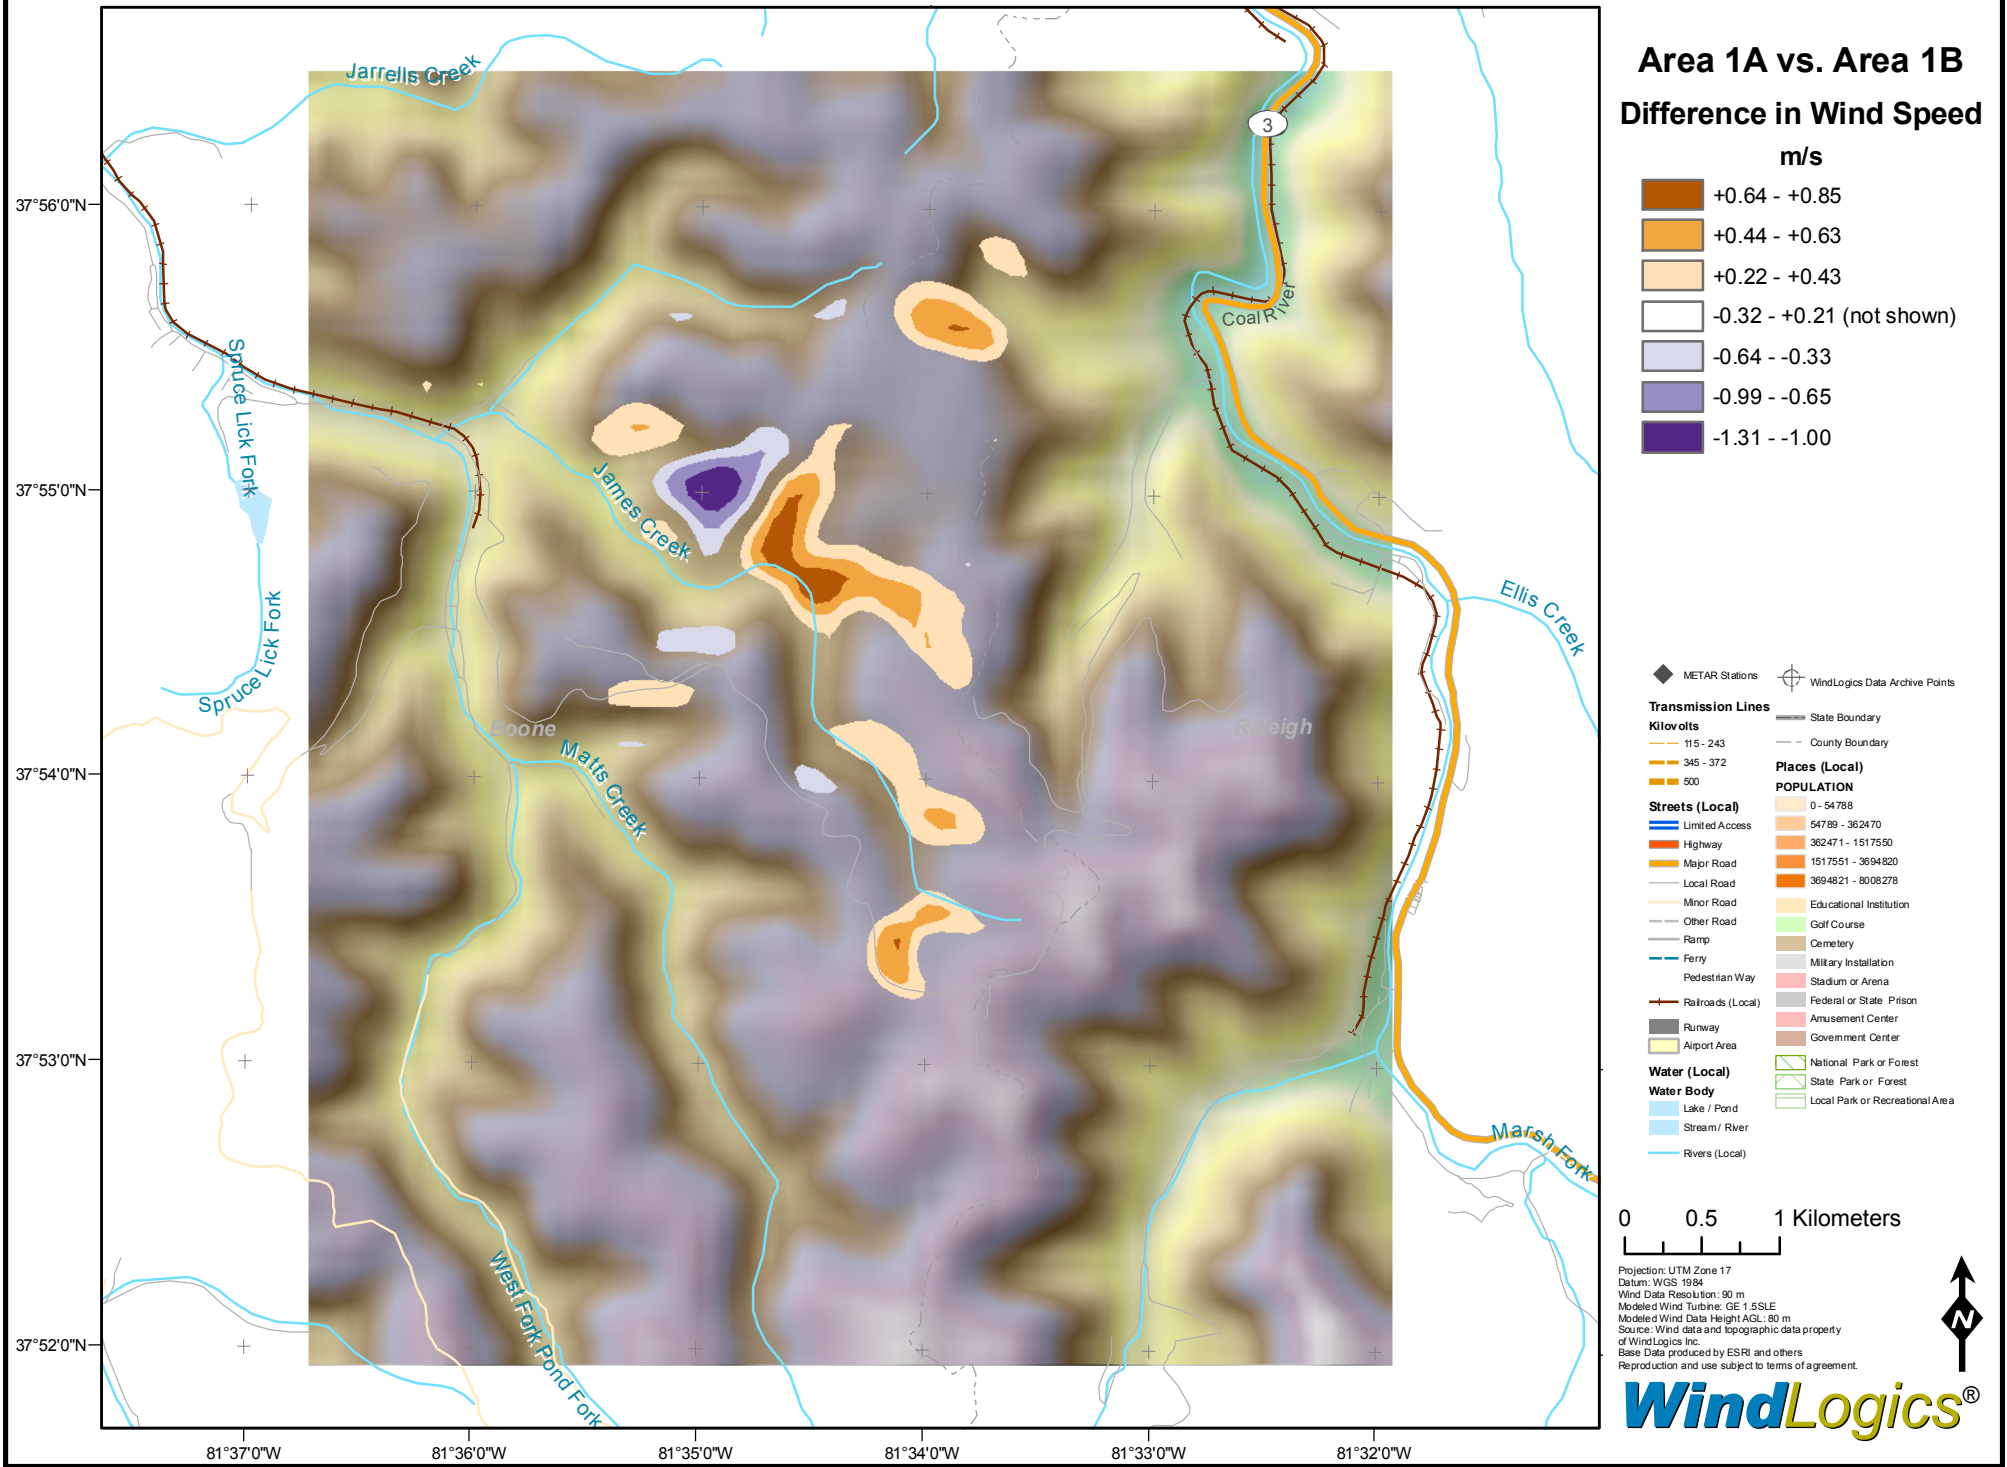 Area 1A vs. Area 1B
Difference in Wind Speed
m/s
+0.64 - +0.85
+0.44 - +0.63
+0.22 - +0.43
-0.32 - +0.21 (not shown)
-0.64 - -0.33
-0.99 - -0.65
-1.31 - -1.00
Jarrells Creek
3
Coal River
Spruce Lick Fork
James Creek
Spruce Lick Fork
Ellis Creek
Boone
Raleigh
Matts Creek
Marsh Fork
West Fork Pond Fork
37°56'0"N
37°55'0"N
37°54'0"N
37°53'0"N
37°52'0"N
81°37'0"W
81°36'0"W
81°35'0"W
81°34'0"W
81°33'0"W
81°32'0"W
METAR Stations
WindLogics Data Archive Points
Transmission Lines
Kilovolts
115 - 243
345 - 372
500
Streets (Local)
Limited Access
Highway
Major Road
Local Road
Minor Road
Other Road
Ramp
Ferry
Pedestrian Way
Railroads (Local)
Runway
Airport Area
Water (Local)
Water Body
Lake / Pond
Stream / River
Rivers (Local)
State Boundary
County Boundary
Places (Local)
POPULATION
0 - 54788
54789 - 362470
362471 - 1517550
1517551 - 3694820
3694821 - 8008278
Educational Institution
Golf Course
Cemetery
Military Installation
Stadium or Arena
Federal or State Prison
Amusement Center
Government Center
National Park or Forest
State Park or Forest
Local Park or Recreational Area
0 0.5 1 Kilometers
Projection: UTM Zone 17
Datum: WGS 1984
Wind Data Resolution: 90 m
Modeled Wind Turbine: GE 1.5SLE
Modeled Wind Data Height AGL: 80 m
Source: Wind data and topographic data property
of WindLogics Inc.
Base Data produced by ESRI and others
Reproduction and use subject to terms of agreement.
N
WindLogics®